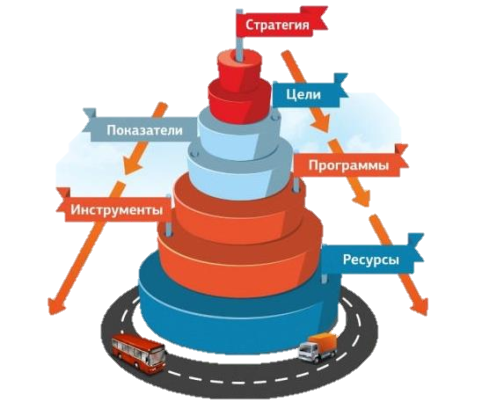 Стратегия
Цели
Показатели
Программы
Инструменты
Ресурсы